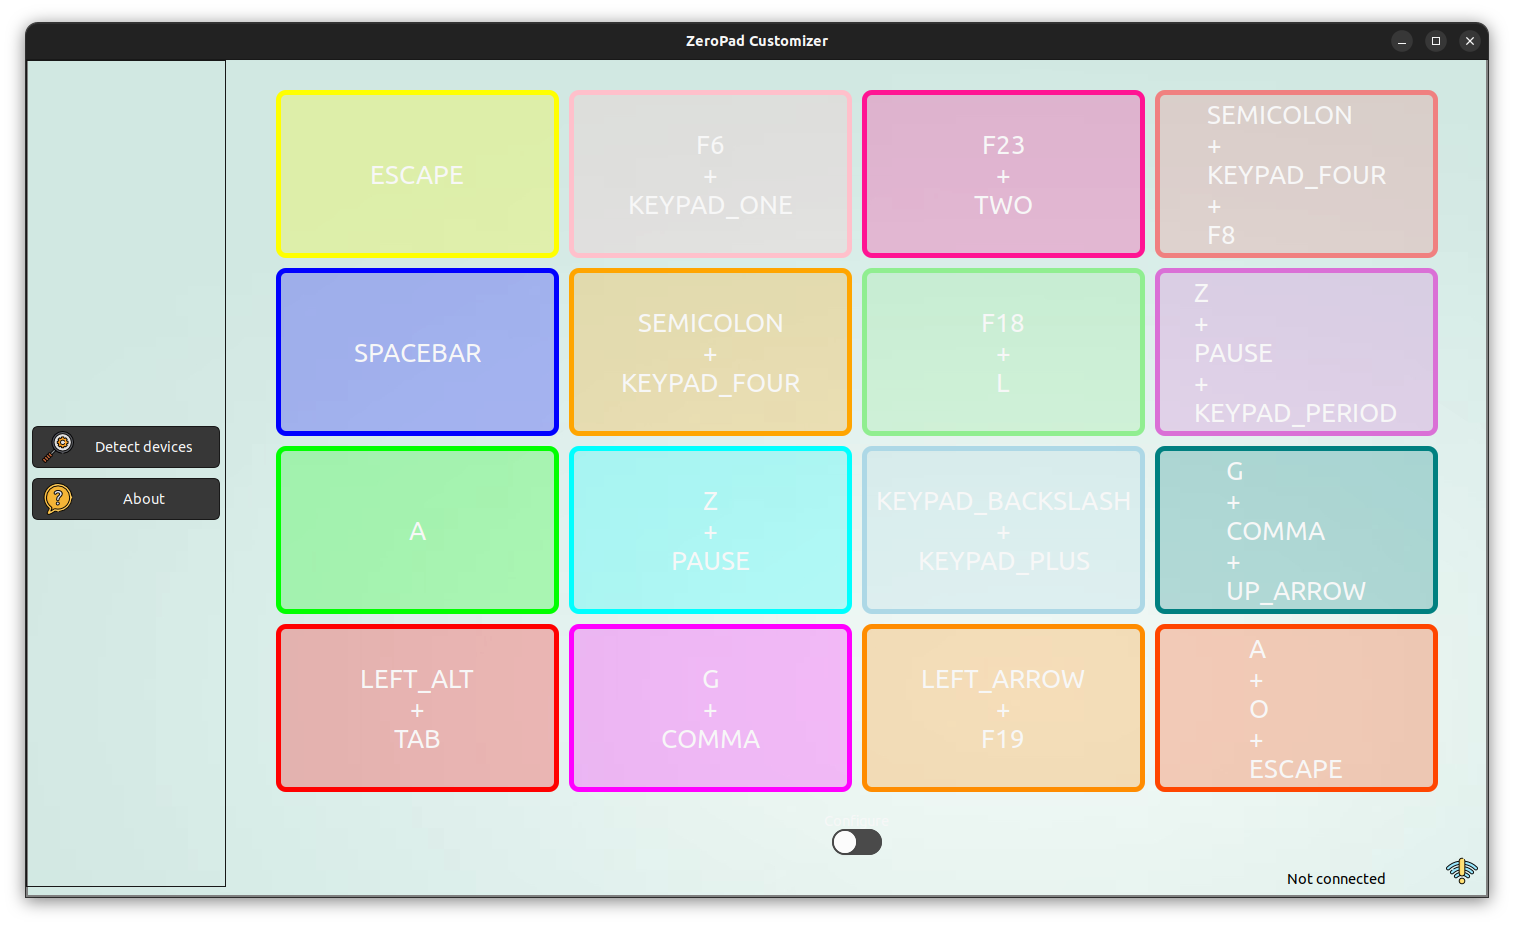 ZeroPad Customizer
ESCAPE
F6
+
KEYPAD_ONE
F23
+
TWO
SEMICOLON
+
KEYPAD_FOUR
+
F8
SPACEBAR
SEMICOLON
+
KEYPAD_FOUR
F18
+
L
Z
+
PAUSE
+
KEYPAD_PERIOD
Detect devices
About
A
Z
+
PAUSE
KEYPAD_BACKSLASH
+
KEYPAD_PLUS
G
+
COMMA
+
UP_ARROW
LEFT_ALT
+
TAB
G
+
COMMA
LEFT_ARROW
+
F19
A
+
O
+
ESCAPE
Not connected